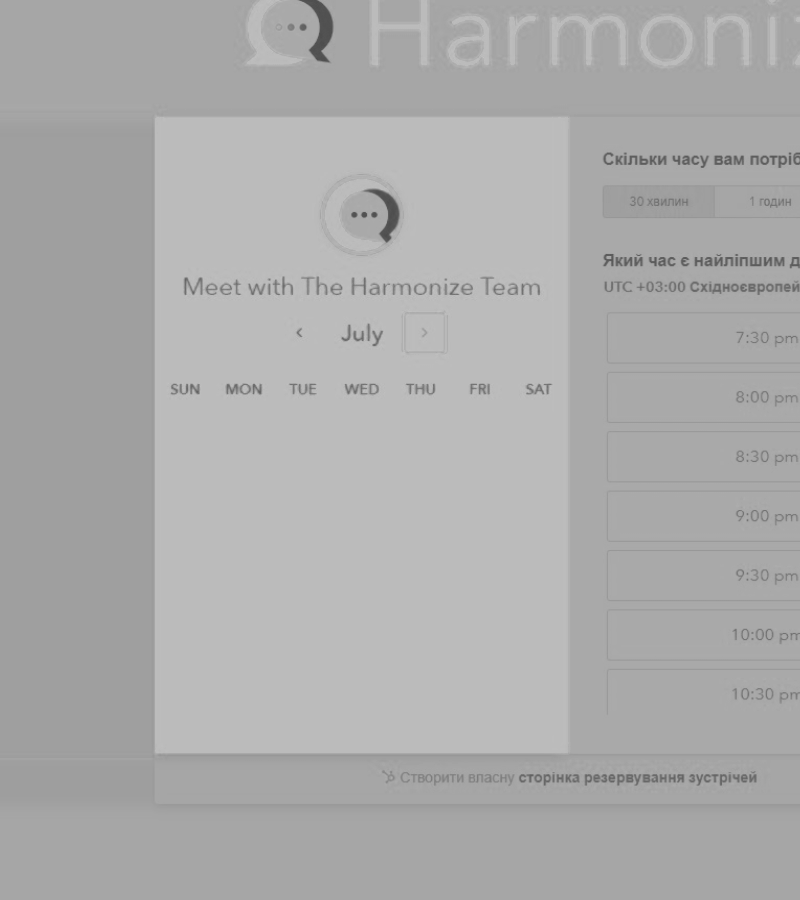 Harmoniz
Meet with The Harmonize Team
July
SUN MON TUE WED THU FRI SAT
Скільки часу вам потріб
30 хвилин 1 годин
Який час є найліпшим д
UTC +03:00 Східноєвропей
7:30 pm
8:00 pm
8:30 pm
9:00 pm
9:30 pm
10:00 pm
10:30 pm
Створити власну сторінка резервування зустрічей